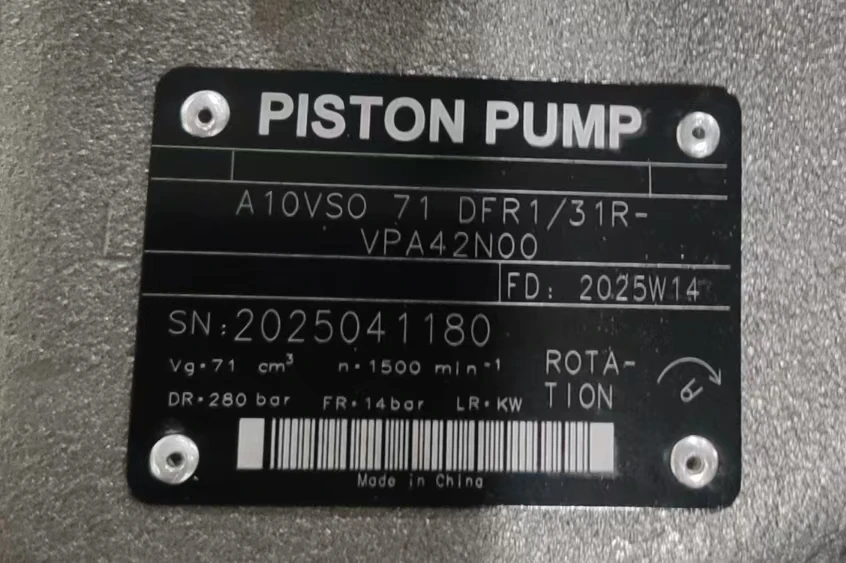 PISTON PUMP
A10VSO 71 DFR1/31R-
VPA42N00
FD: 2025W14
SN:2025041180
Vg=71 cm³ n=1500 min⁻¹ ROTA-
DR=280 bar FR=14bar LR=KW TION
Made in China